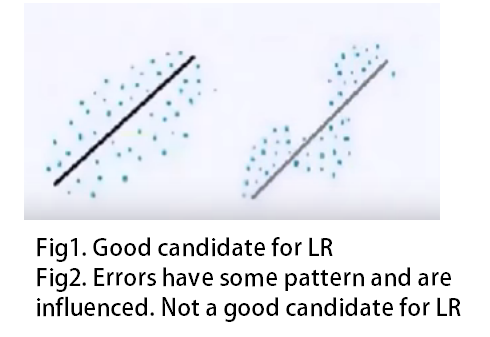 Fig1. Good candidate for LR
Fig2. Errors have some pattern and are
influenced. Not a good candidate for LR